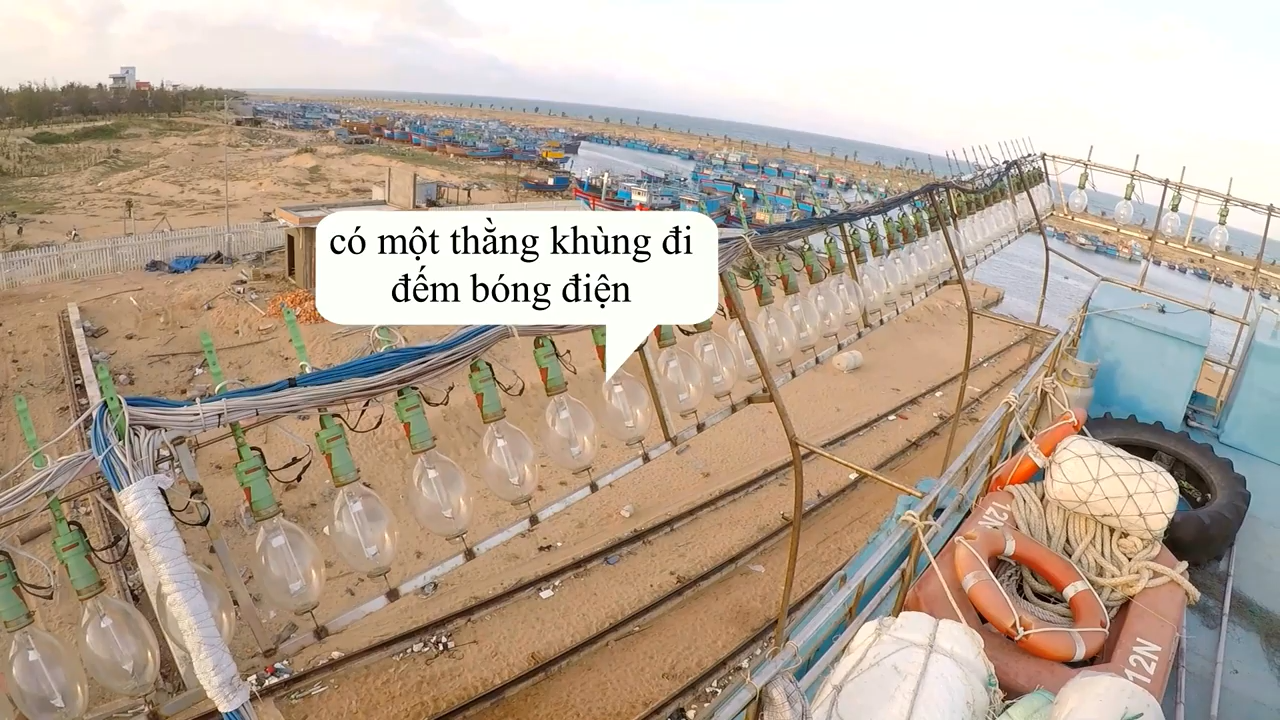 có một thằng khùng đi
đếm bóng điện
12N
12N